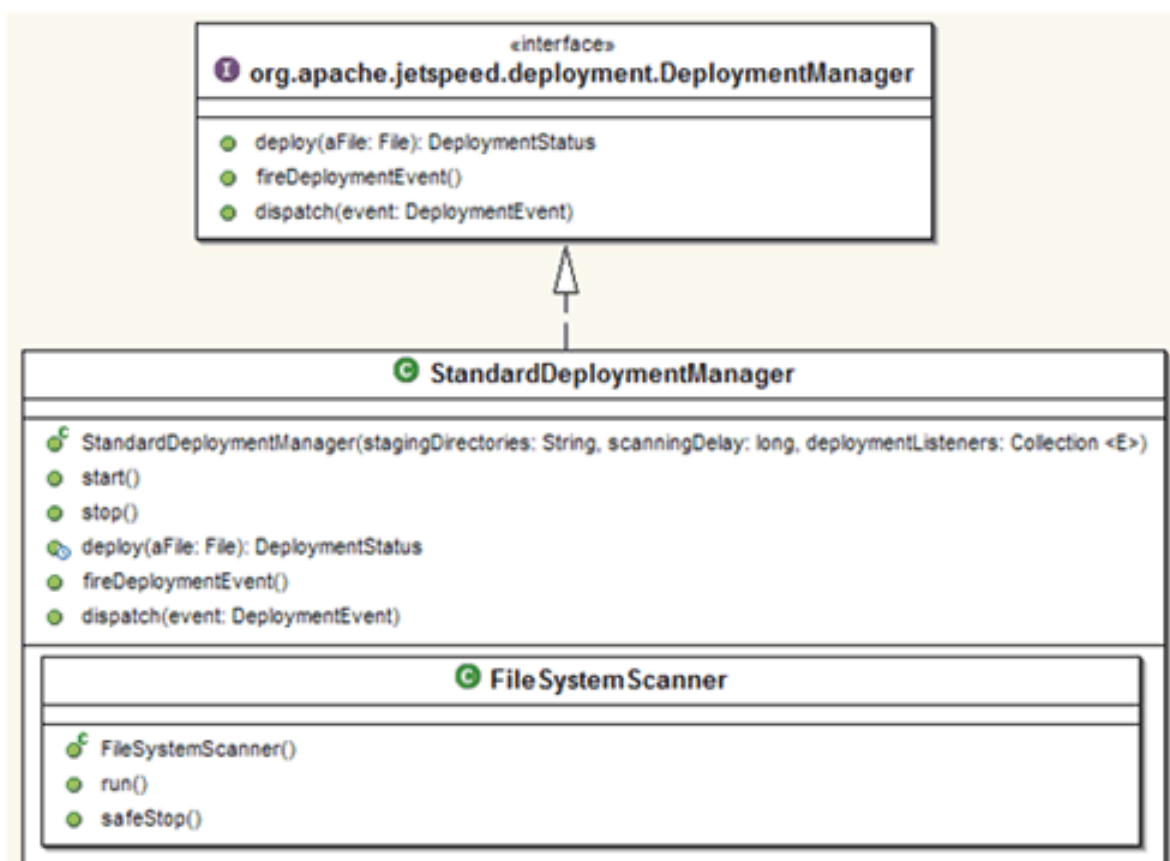 «interface»
I org.apache.jetspeed.deployment.DeploymentManager
deploy(aFile: File): DeploymentStatus
fireDeploymentEvent()
dispatch(event: DeploymentEvent)
C StandardDeploymentManager
C StandardDeploymentManager(stagingDirectories: String, scanningDelay: long, deploymentListeners: Collection <E>)
start()
stop()
deploy(aFile: File): DeploymentStatus
fireDeploymentEvent()
dispatch(event: DeploymentEvent)
C FileSystemScanner
C FileSystemScanner()
run()
safeStop()